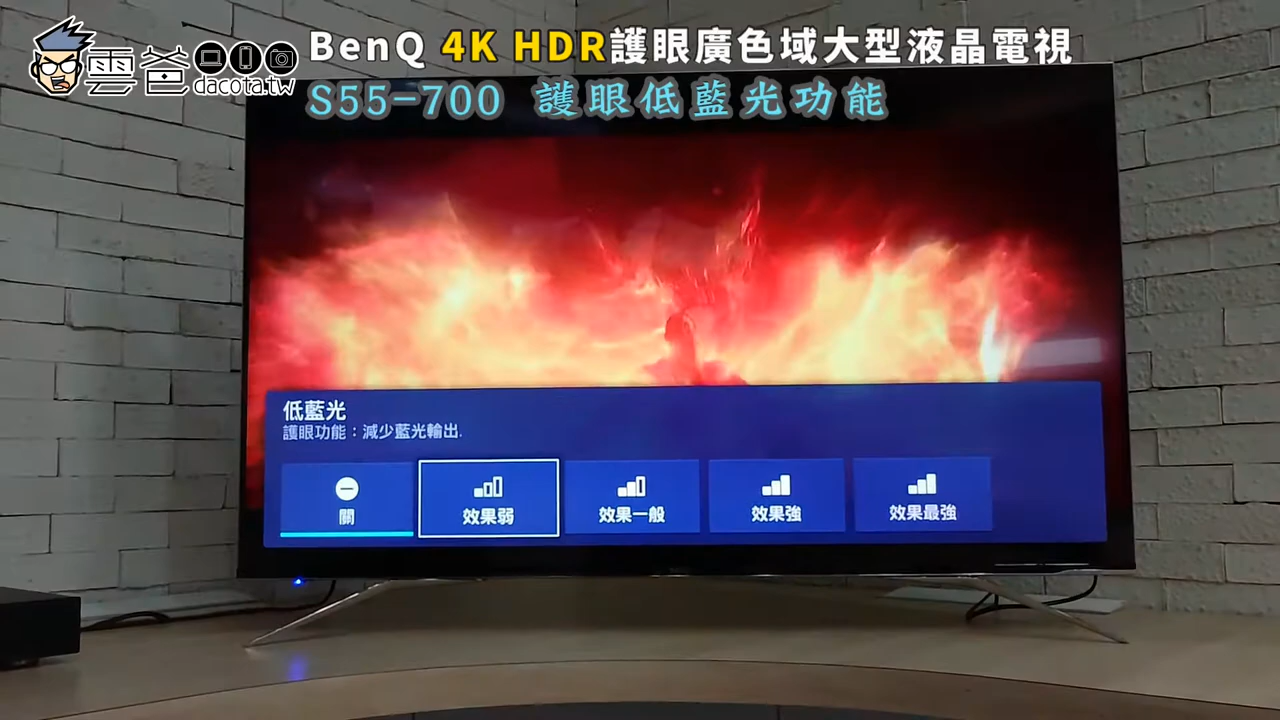 BenQ 4K HDR護眼廣色域大型液晶電視
雲爸
dacota.tw
S55-700 護眼低藍光功能
低藍光
護眼功能：減少藍光輸出.
關
效果弱
效果一般
效果強
效果最強